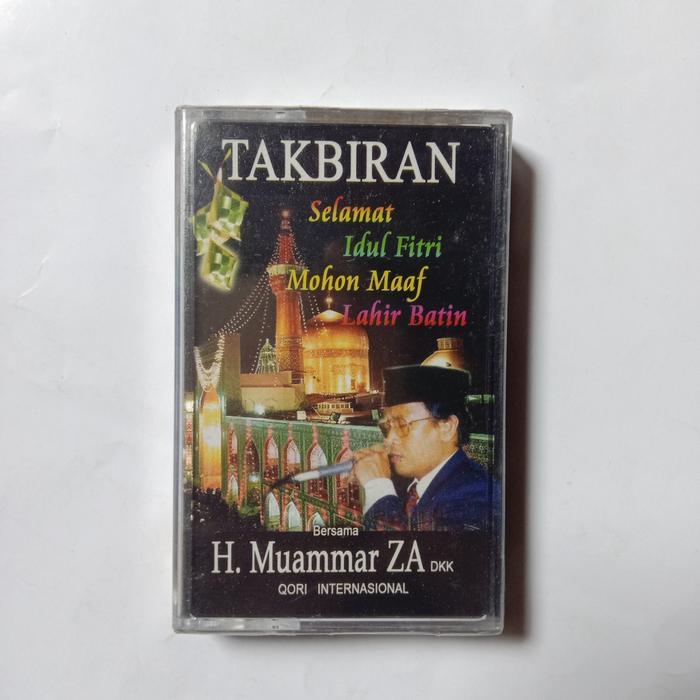 TAKBIRAN
Selamat
Idul Fitri
Mohon Maaf
Lahir Batin
Bersama
H. Muammar ZA DKK
QORI INTERNASIONAL